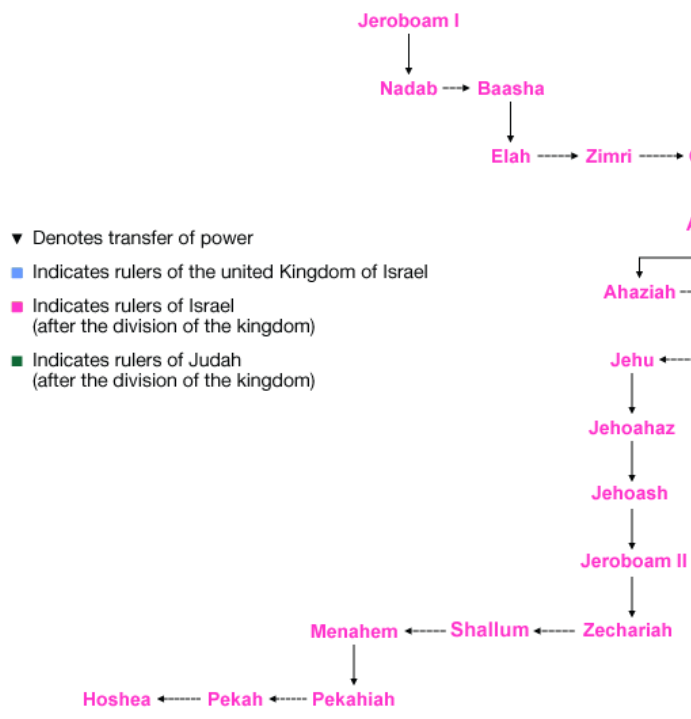 Jeroboam I
Nadab Baasha
Elah Zimri
▼ Denotes transfer of power
■ Indicates rulers of the united Kingdom of Israel
Ahaziah
■ Indicates rulers of Israel
(after the division of the kingdom)
■ Indicates rulers of Judah
(after the division of the kingdom)
Jehu
Jehoahaz
Jehoash
Jeroboam II
Menahem Shallum Zechariah
Hoshea Pekah Pekahiah